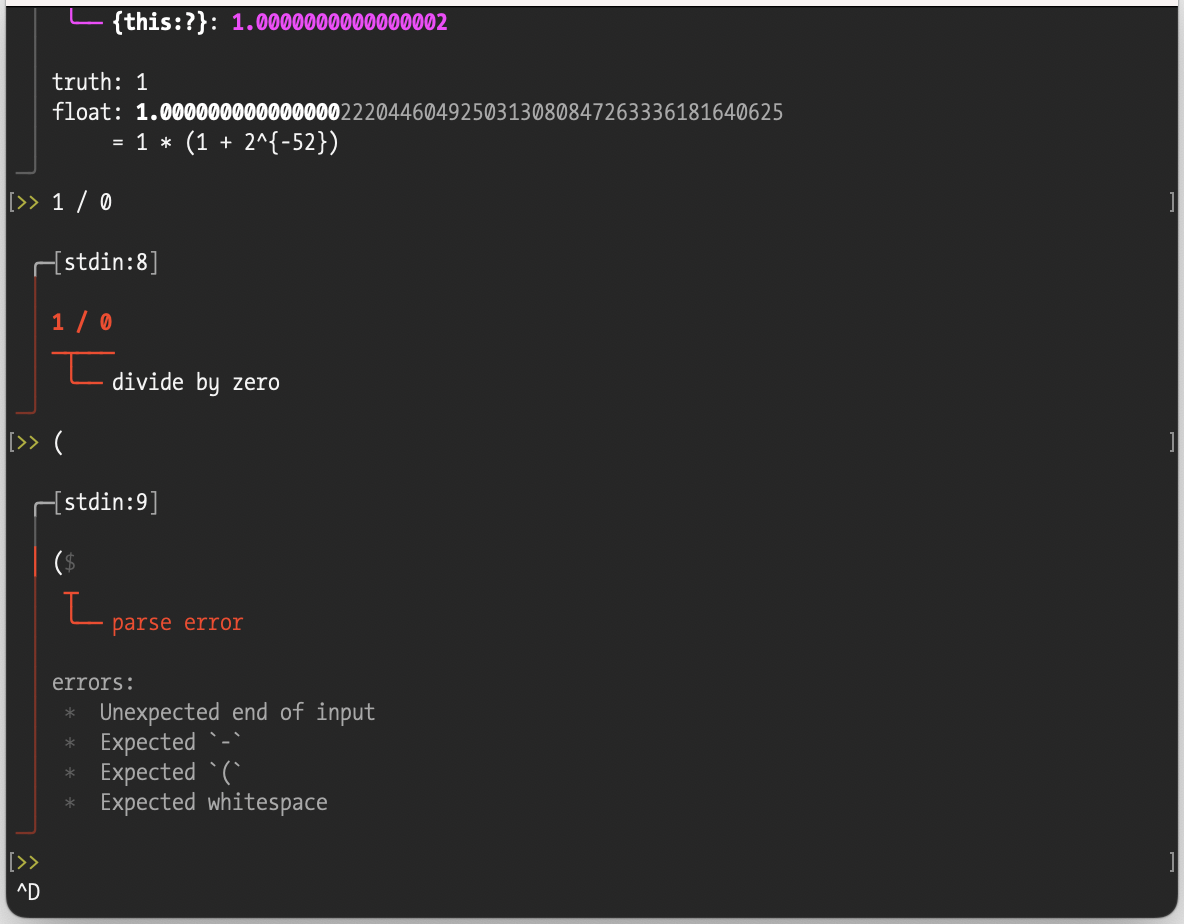 {this:?}: 1.0000000000000002
truth: 1
float: 1.0000000000000002220446049250313080847263336181640625
= 1 * (1 + 2^{-52})
[>> 1 / 0 ]
[stdin:8]
1 / 0
divide by zero
[>> ( ]
[stdin:9]
($
parse error
errors:
* Unexpected end of input
* Expected `-`
* Expected `(`
* Expected whitespace
[>> ]
^D